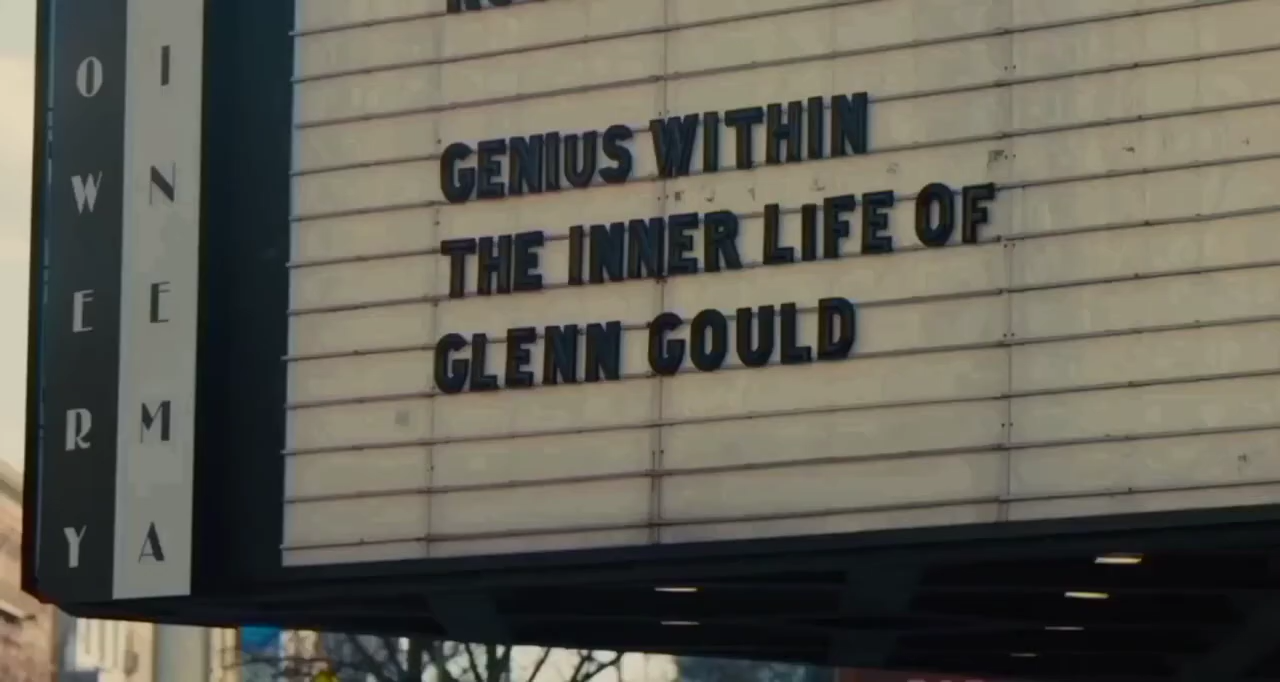 OWERY
INEMA
GENIUS WITHIN
THE INNER LIFE OF
GLENN GOULD